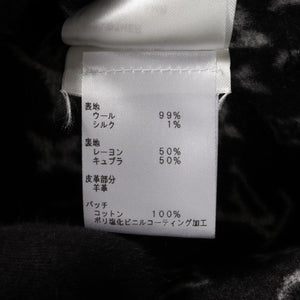 表地
ウール 99%
シルク 1%
裏地
レーヨン 50%
キュプラ 50%
皮革部分
羊革
パッチ
コットン 100%
ポリ塩化ビニルコーティング加工